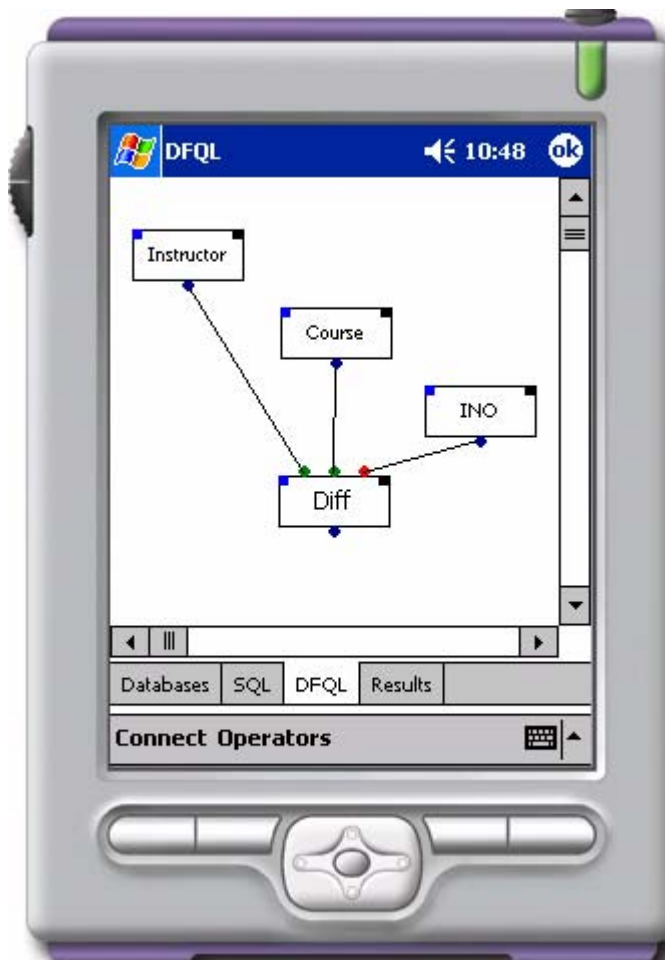 DFQL 10:48 ok
Instructor
Course
INO
Diff
Databases SQL DFQL Results
Connect Operators